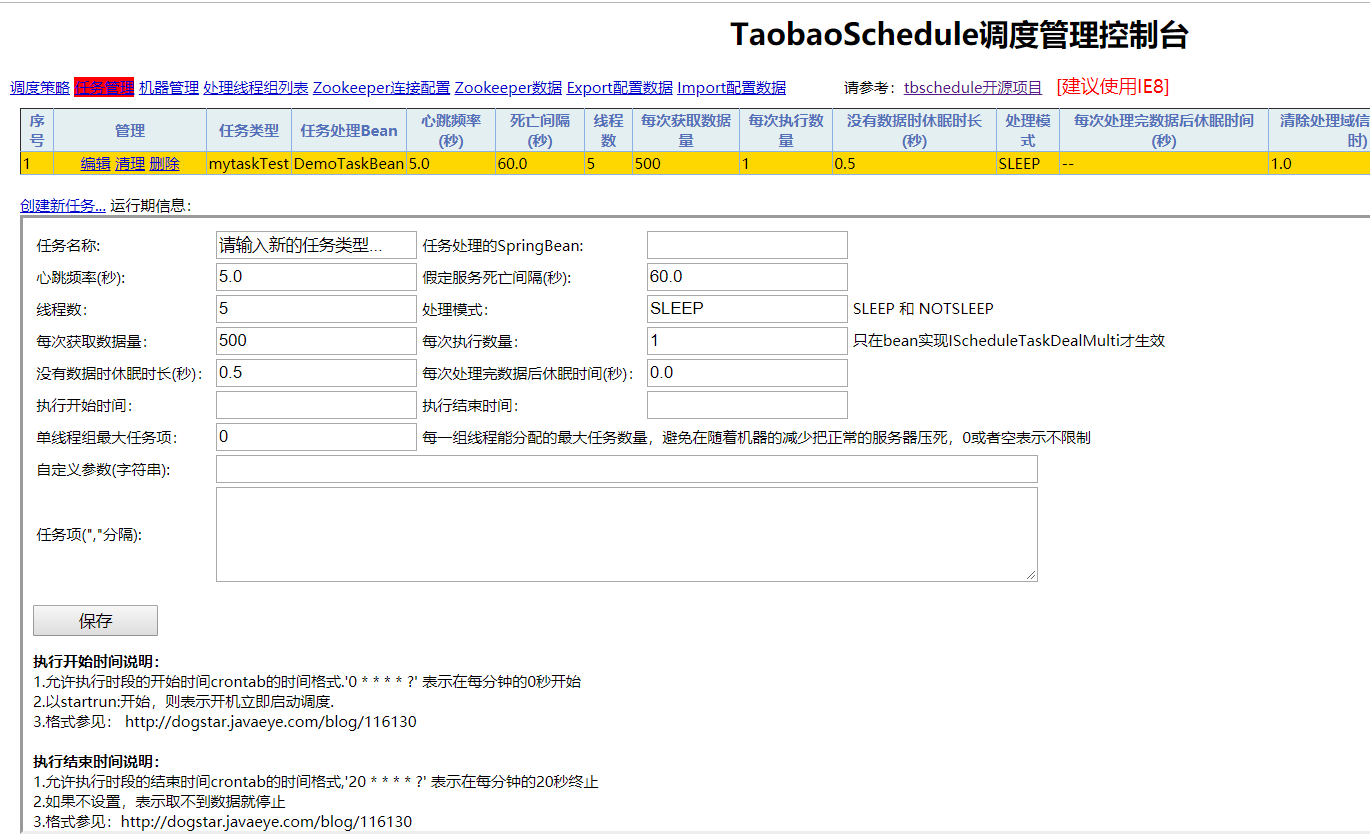 TaobaoSchedule调度管理控制台
调度策略 任务管理 机器管理 处理线程组列表 Zookeeper连接配置 Zookeeper数据 Export配置数据 Import配置数据 请参考： tbschedule开源项目 [建议使用IE8]
序号 管理 任务类型 任务处理Bean 心跳频率(秒) 死亡间隔(秒) 线程数 每次获取数据量 每次执行数量 没有数据时休眠时长(秒) 处理模式 每次处理完数据后休眠时间(秒) 清除处理域信时)
1 编辑 清理 删除 mytaskTest DemoTaskBean 5.0 60.0 5 500 1 0.5 SLEEP -- 1.0
创建新任务... 运行期信息：
任务名称: 请输入新的任务类型... 任务处理的SpringBean:
心跳频率(秒): 5.0 假定服务死亡间隔(秒): 60.0
线程数： 5 处理模式： SLEEP SLEEP 和 NOTSLEEP
每次获取数据量： 500 每次执行数量： 1 只在bean实现IScheduleTaskDealMulti才生效
没有数据时休眠时长(秒)： 0.5 每次处理完数据后休眠时间(秒)： 0.0
执行开始时间： 执行结束时间：
单线程组最大任务项： 0 每一组线程能分配的最大任务数量，避免在随着机器的减少把正常的服务器压死，0或者空表示不限制
自定义参数(字符串):
任务项(","分隔):
保存
执行开始时间说明：
1.允许执行时段的开始时间crontab的时间格式.'0 * * * * ?' 表示在每分钟的0秒开始
2.以startrun:开始，则表示开机立即启动调度.
3.格式参见： http://dogstar.javaeye.com/blog/116130
执行结束时间说明：
1.允许执行时段的结束时间crontab的时间格式,'20 * * * * ?' 表示在每分钟的20秒终止
2.如果不设置，表示取不到数据就停止
3.格式参见：http://dogstar.javaeye.com/blog/116130